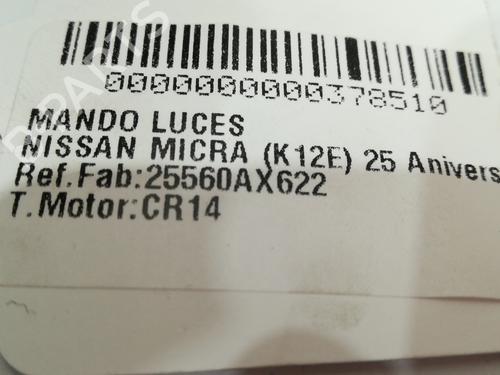 0000000000378510
MANDO LUCES
NISSAN MICRA (K12E) 25 Anivers
Ref.Fab:25560AX622
T.Motor:CR14